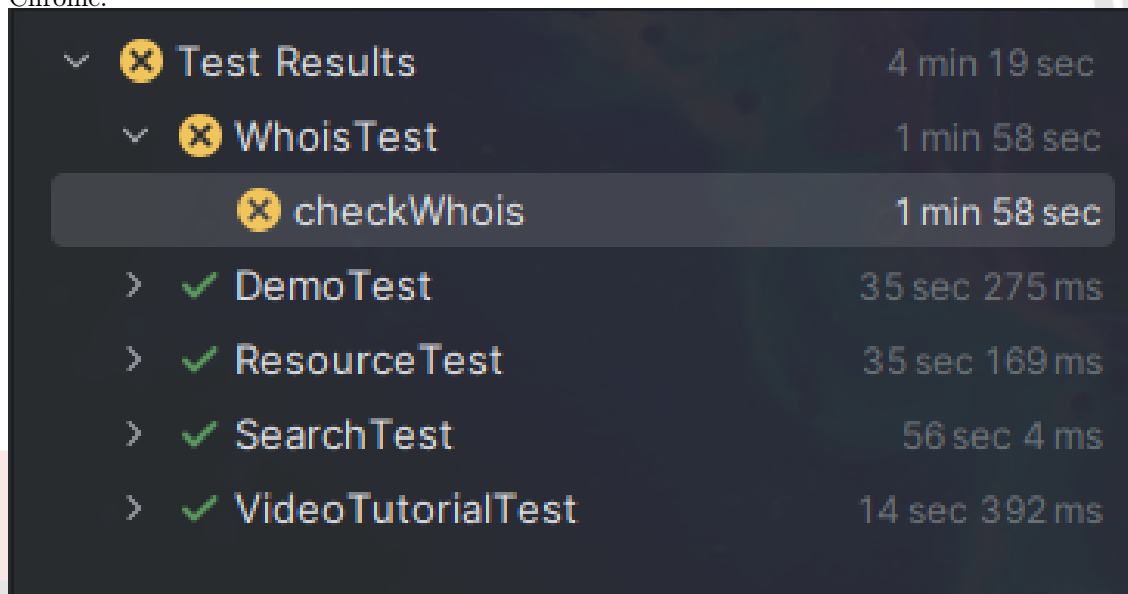 Chrome.
Test Results 4 min 19 sec
WhoisTest 1 min 58 sec
checkWhois 1 min 58 sec
DemoTest 35 sec 275 ms
ResourceTest 35 sec 169 ms
SearchTest 56 sec 4 ms
VideoTutorialTest 14 sec 392 ms